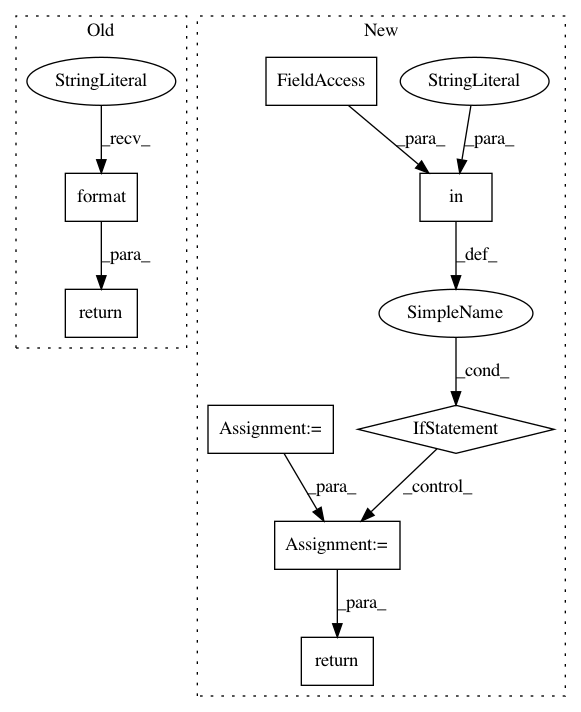 Old
New
StringLiteral
FieldAccess
StringLiteral
_recv_
_para_
_para_
format
in
_para_
_def_
return
SimpleName
_cond_
Assignment:=
IfStatement
_para_
_control_
Assignment:=
_para_
return